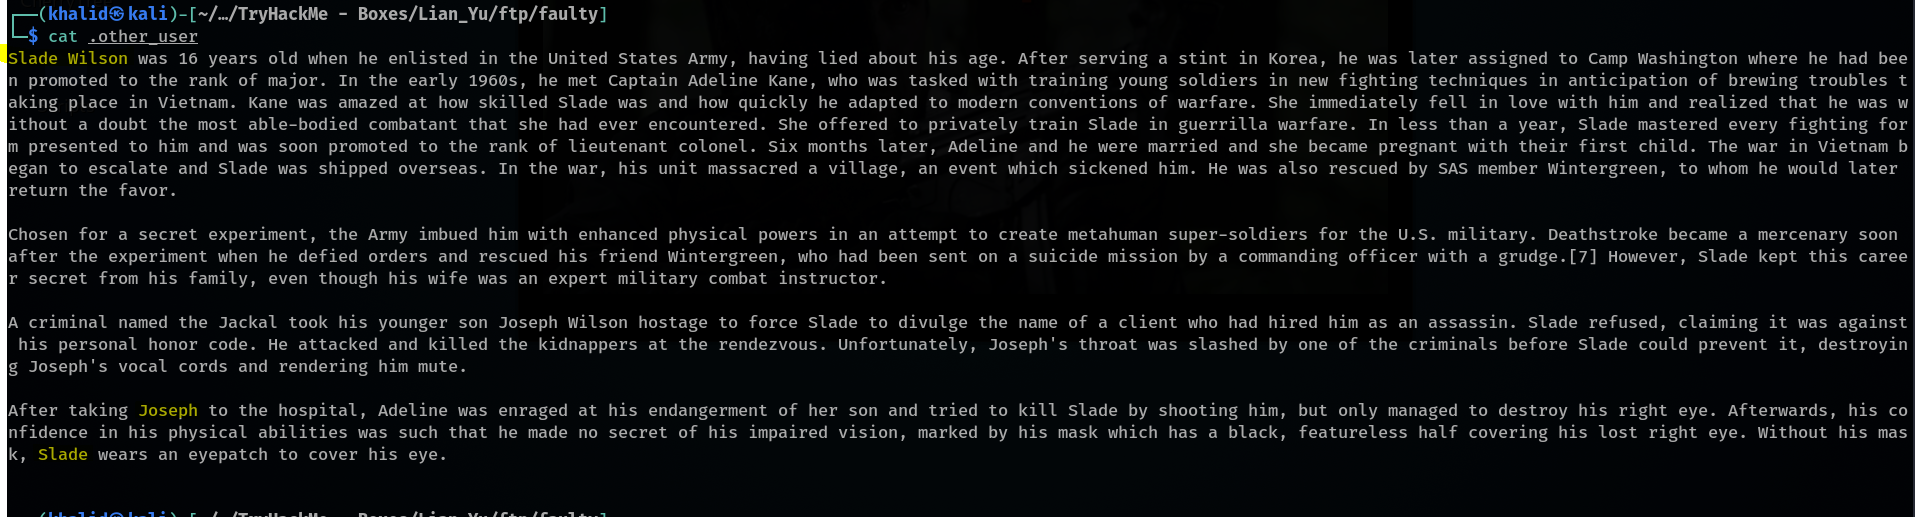 ┌──(khalid㉿kali)-[~/…/TryHackMe - Boxes/Lian_Yu/ftp/faulty]
└─$ cat .other_user
Slade Wilson was 16 years old when he enlisted in the United States Army, having lied about his age. After serving a stint in Korea, he was later assigned to Camp Washington where he had bee
n promoted to the rank of major. In the early 1960s, he met Captain Adeline Kane, who was tasked with training young soldiers in new fighting techniques in anticipation of brewing troubles t
aking place in Vietnam. Kane was amazed at how skilled Slade was and how quickly he adapted to modern conventions of warfare. She immediately fell in love with him and realized that he was w
ithout a doubt the most able-bodied combatant that she had ever encountered. She offered to privately train Slade in guerrilla warfare. In less than a year, Slade mastered every fighting for
m presented to him and was soon promoted to the rank of lieutenant colonel. Six months later, Adeline and he were married and she became pregnant with their first child. The war in Vietnam b
egan to escalate and Slade was shipped overseas. In the war, his unit massacred a village, an event which sickened him. He was also rescued by SAS member Wintergreen, to whom he would later
return the favor.
Chosen for a secret experiment, the Army imbued him with enhanced physical powers in an attempt to create metahuman super-soldiers for the U.S. military. Deathstroke became a mercenary soon
after the experiment when he defied orders and rescued his friend Wintergreen, who had been sent on a suicide mission by a commanding officer with a grudge.[7] However, Slade kept this caree
r secret from his family, even though his wife was an expert military combat instructor.
A criminal named the Jackal took his younger son Joseph Wilson hostage to force Slade to divulge the name of a client who had hired him as an assassin. Slade refused, claiming it was against
his personal honor code. He attacked and killed the kidnappers at the rendezvous. Unfortunately, Joseph's throat was slashed by one of the criminals before Slade could prevent it, destroyin
g Joseph's vocal cords and rendering him mute.
After taking Joseph to the hospital, Adeline was enraged at his endangerment of her son and tried to kill Slade by shooting him, but only managed to destroy his right eye. Afterwards, his co
nfidence in his physical abilities was such that he made no secret of his impaired vision, marked by his mask which has a black, featureless half covering his lost right eye. Without his mas
k, Slade wears an eyepatch to cover his eye.
┌──(khalid㉿kali)-[~/…/TryHackMe - Boxes/Lian_Yu/ftp/faulty]